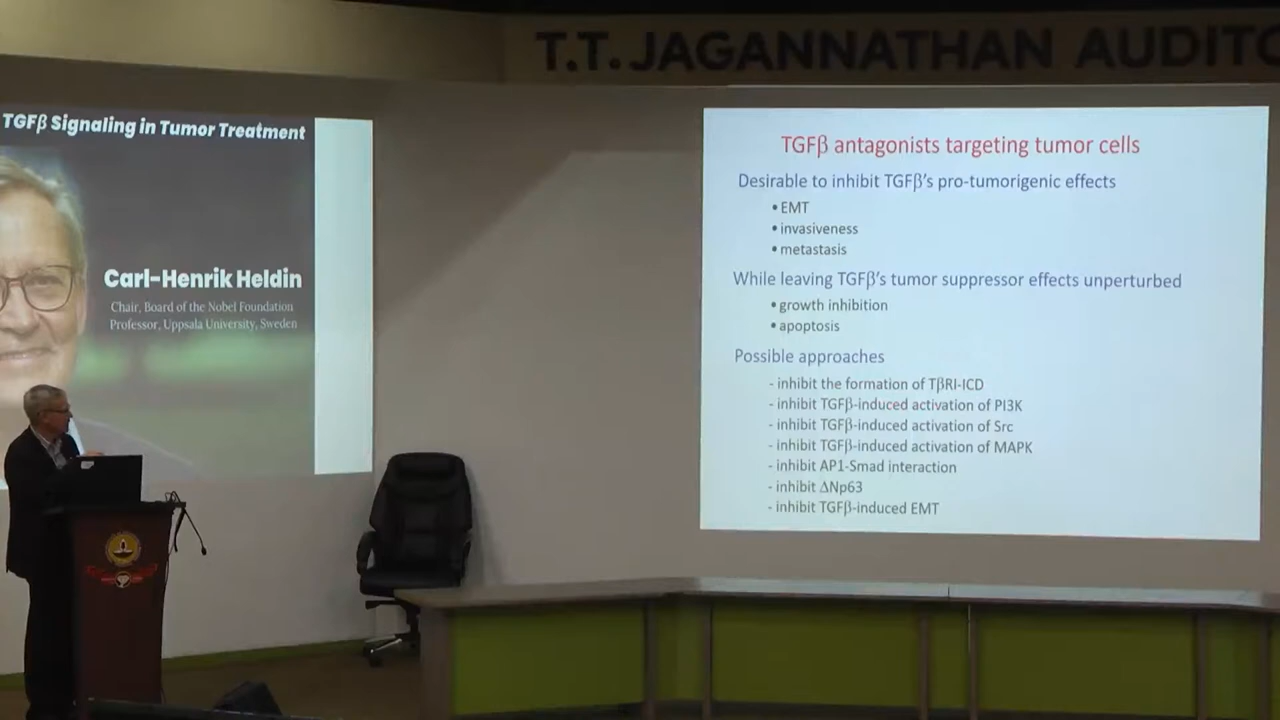 T.T. JAGANNATHAN AUDITO
TGFβ Signaling in Tumor Treatment
Carl-Henrik Heldin
Chair, Board of the Nobel Foundation
Professor, Uppsala University, Sweden
TGFβ antagonists targeting tumor cells
Desirable to inhibit TGFβ's pro-tumorigenic effects
• EMT
• invasiveness
• metastasis
While leaving TGFβ's tumor suppressor effects unperturbed
• growth inhibition
• apoptosis
Possible approaches
- inhibit the formation of TβRI-ICD
- inhibit TGFβ-induced activation of PI3K
- inhibit TGFβ-induced activation of Src
- inhibit TGFβ-induced activation of MAPK
- inhibit AP1-Smad interaction
- inhibit ΔNp63
- inhibit TGFβ-induced EMT